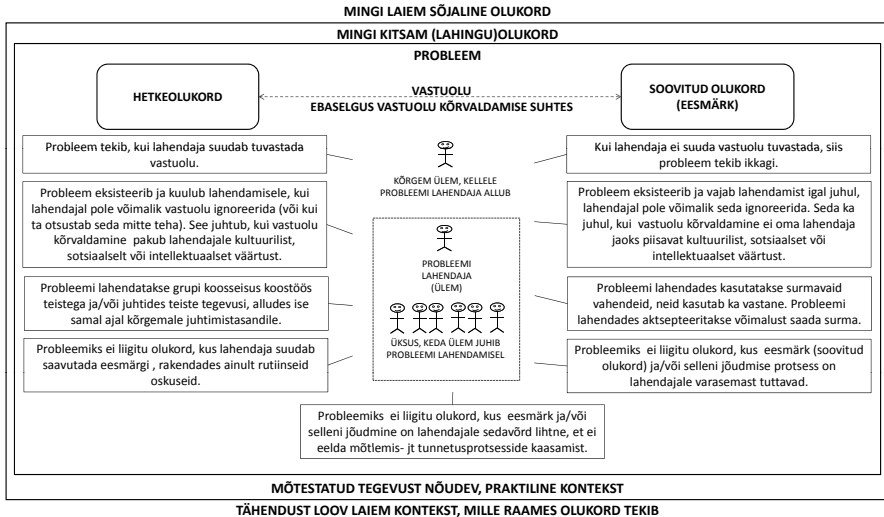 MINGI LAIEM SÕJALINE OLUKORD
MINGI KITSAM (LAHINGU)OLUKORD
PROBLEEM
HETKEOLUKORD
VASTUOLU
EBASELGUS VASTUOLU KÕRVALDAMISE SUHTES
SOOVITUD OLUKORD
(EESMÄRK)
Probleem tekib, kui lahendaja suudab tuvastada
vastuolu.
KÕRGEM ÜLEM, KELLELE
PROBLEEMI LAHENDAJA ALLUB
Kui lahendaja ei suuda vastuolu tuvastada, siis
probleem tekib ikkagi.
Probleem eksisteerib ja kuulub lahendamisele, kui
lahendajal pole võimalik vastuolu ignoreerida (või kui
ta otsustab seda mitte teha). See juhtub, kui vastuolu
kõrvaldamine pakub lahendajale kultuurilist,
sotsiaalselt või intellektuaalset väärtust.
Probleem eksisteerib ja vajab lahendamist igal juhul,
lahendajal pole võimalik seda ignoreerida. Seda ka
juhul, kui vastuolu kõrvaldamine ei oma lahendaja
jaoks piisavat kultuurilist, sotsiaalset või
intellektuaalset väärtust.
PROBLEEMI
LAHENDAJA
(ÜLEM)
Probleemi lahendatakse grupi koosseisus koostöös
teistega ja/või juhtides teiste tegevusi, alludes ise
samal ajal kõrgemale juhtimistasandile.
Probleemi lahendades kasutatakse surmavaid
vahendeid, neid kasutab ka vastane. Probleemi
lahendades aktsepteeritakse võimalust saada surma.
ÜKSUS, KEDA ÜLEM JUHIB
PROBLEEMI LAHENDAMISEL
Probleemiks ei liigitu olukord, kus lahendaja suudab
saavutada eesmärgi , rakendades ainult rutiinseid
oskuseid.
Probleemiks ei liigitu olukord, kus eesmärk (soovitud
olukord) ja/või selleni jõudmise protsess on
lahendajale varasemast tuttavad.
Probleemiks ei liigitu olukord, kus eesmärk ja/või
selleni jõudmine on lahendajale sedavõrd lihtne, et ei
eelda mõtlemis- jt tunnetusprotsesside kaasamist.
MÕTESTATUD TEGEVUST NÕUDEV, PRAKTILINE KONTEKST
TÄHENDUST LOOV LAIEM KONTEKST, MILLE RAAMES OLUKORD TEKIB